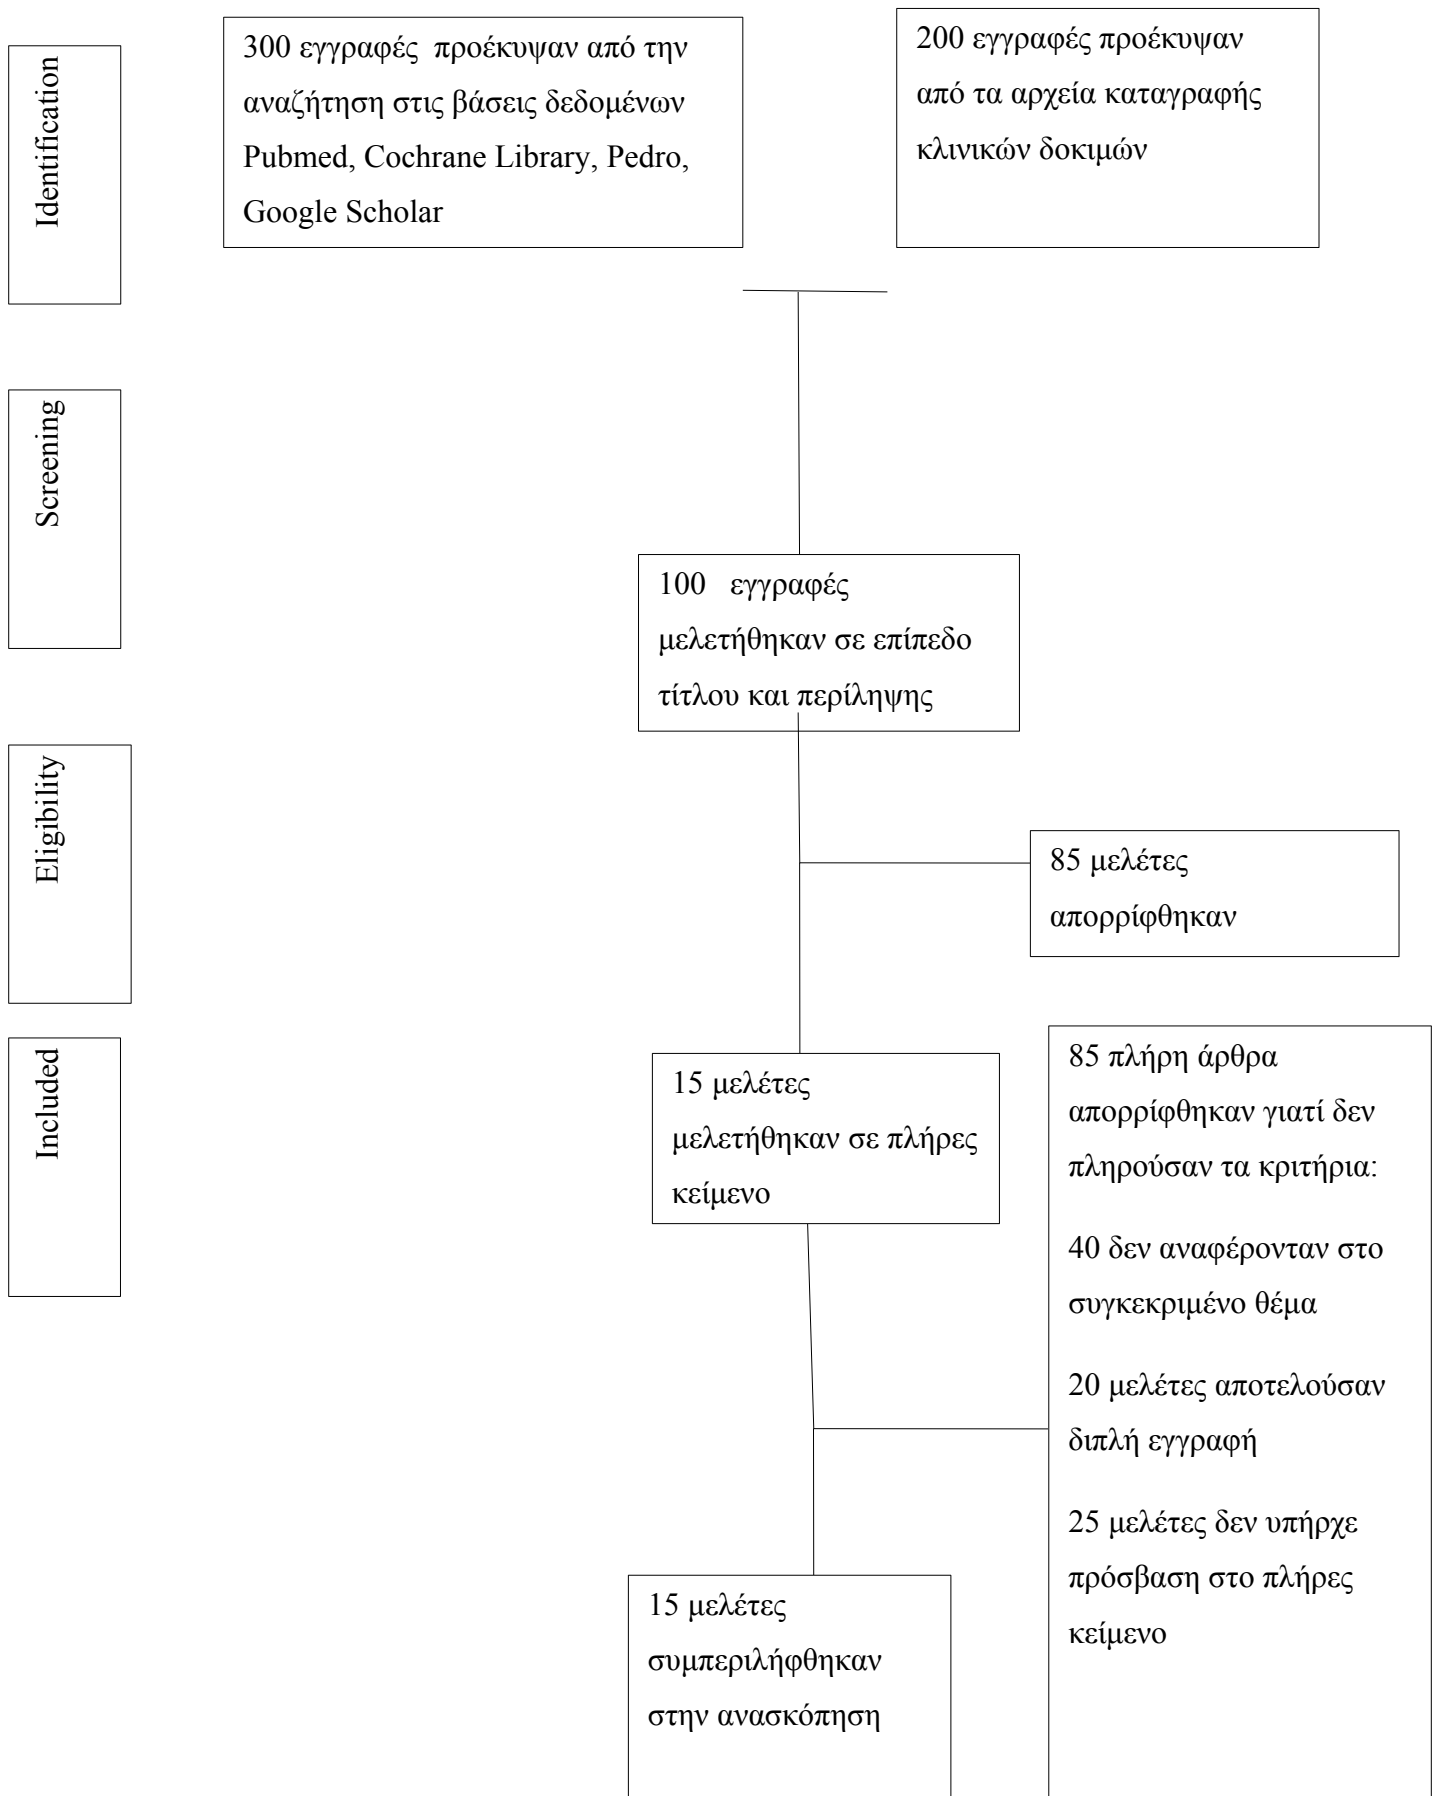 Identification
300 εγγραφές προέκυψαν από την
αναζήτηση στις βάσεις δεδομένων
Pubmed, Cochrane Library, Pedro,
Google Scholar
200 εγγραφές προέκυψαν
από τα αρχεία καταγραφής
κλινικών δοκιμών
Screening
100 εγγραφές
μελετήθηκαν σε επίπεδο
τίτλου και περίληψης
Eligibility
85 μελέτες
απορρίφθηκαν
Included
15 μελέτες
μελετήθηκαν σε πλήρες
κείμενο
85 πλήρη άρθρα
απορρίφθηκαν γιατί δεν
πληρούσαν τα κριτήρια:
40 δεν αναφέρονταν στο
συγκεκριμένο θέμα
20 μελέτες αποτελούσαν
διπλή εγγραφή
25 μελέτες δεν υπήρχε
πρόσβαση στο πλήρες
κείμενο
15 μελέτες
συμπεριλήφθηκαν
στην ανασκόπηση